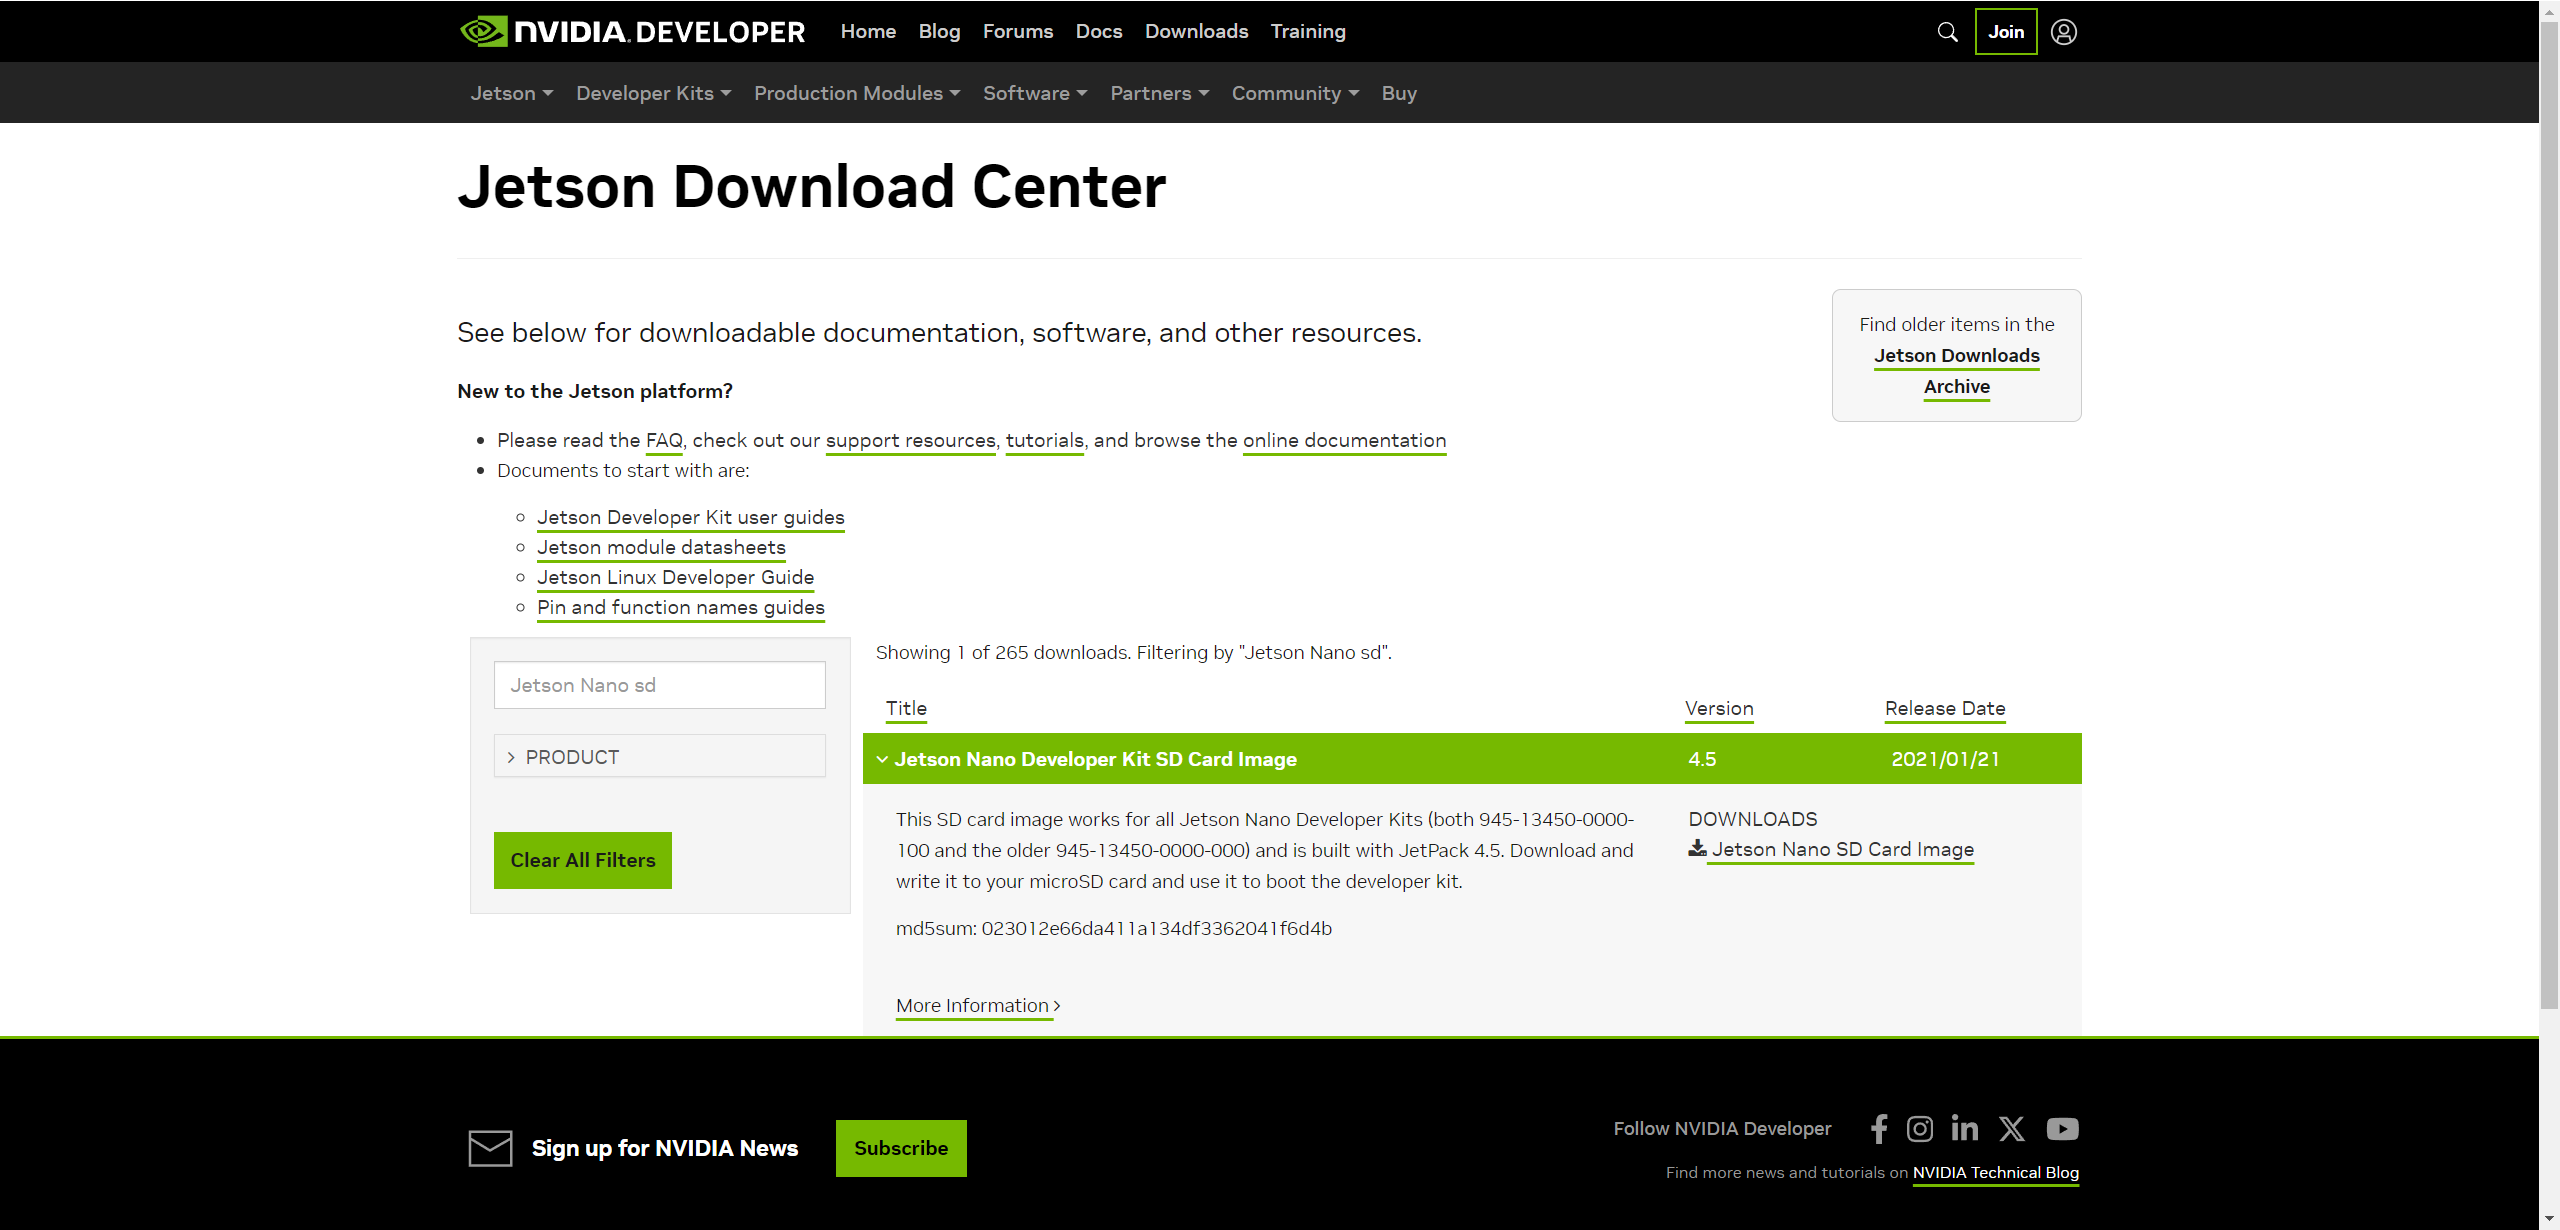 NVIDIA. DEVELOPER Home Blog Forums Docs Downloads Training Join
Jetson Developer Kits Production Modules Software Partners Community Buy
Jetson Download Center
See below for downloadable documentation, software, and other resources.
Find older items in the
Jetson Downloads
Archive
New to the Jetson platform?
Please read the FAQ, check out our support resources, tutorials, and browse the online documentation
Documents to start with are:
Jetson Developer Kit user guides
Jetson module datasheets
Jetson Linux Developer Guide
Pin and function names guides
Jetson Nano sd
PRODUCT
Clear All Filters
Showing 1 of 265 downloads. Filtering by "Jetson Nano sd".
Title Version Release Date
Jetson Nano Developer Kit SD Card Image 4.5 2021/01/21
This SD card image works for all Jetson Nano Developer Kits (both 945-13450-0000-
100 and the older 945-13450-0000-000) and is built with JetPack 4.5. Download and
write it to your microSD card and use it to boot the developer kit.
md5sum: 023012e66da411a134df3362041f6d4b
More Information
DOWNLOADS
Jetson Nano SD Card Image
Sign up for NVIDIA News Subscribe
Follow NVIDIA Developer
Find more news and tutorials on NVIDIA Technical Blog